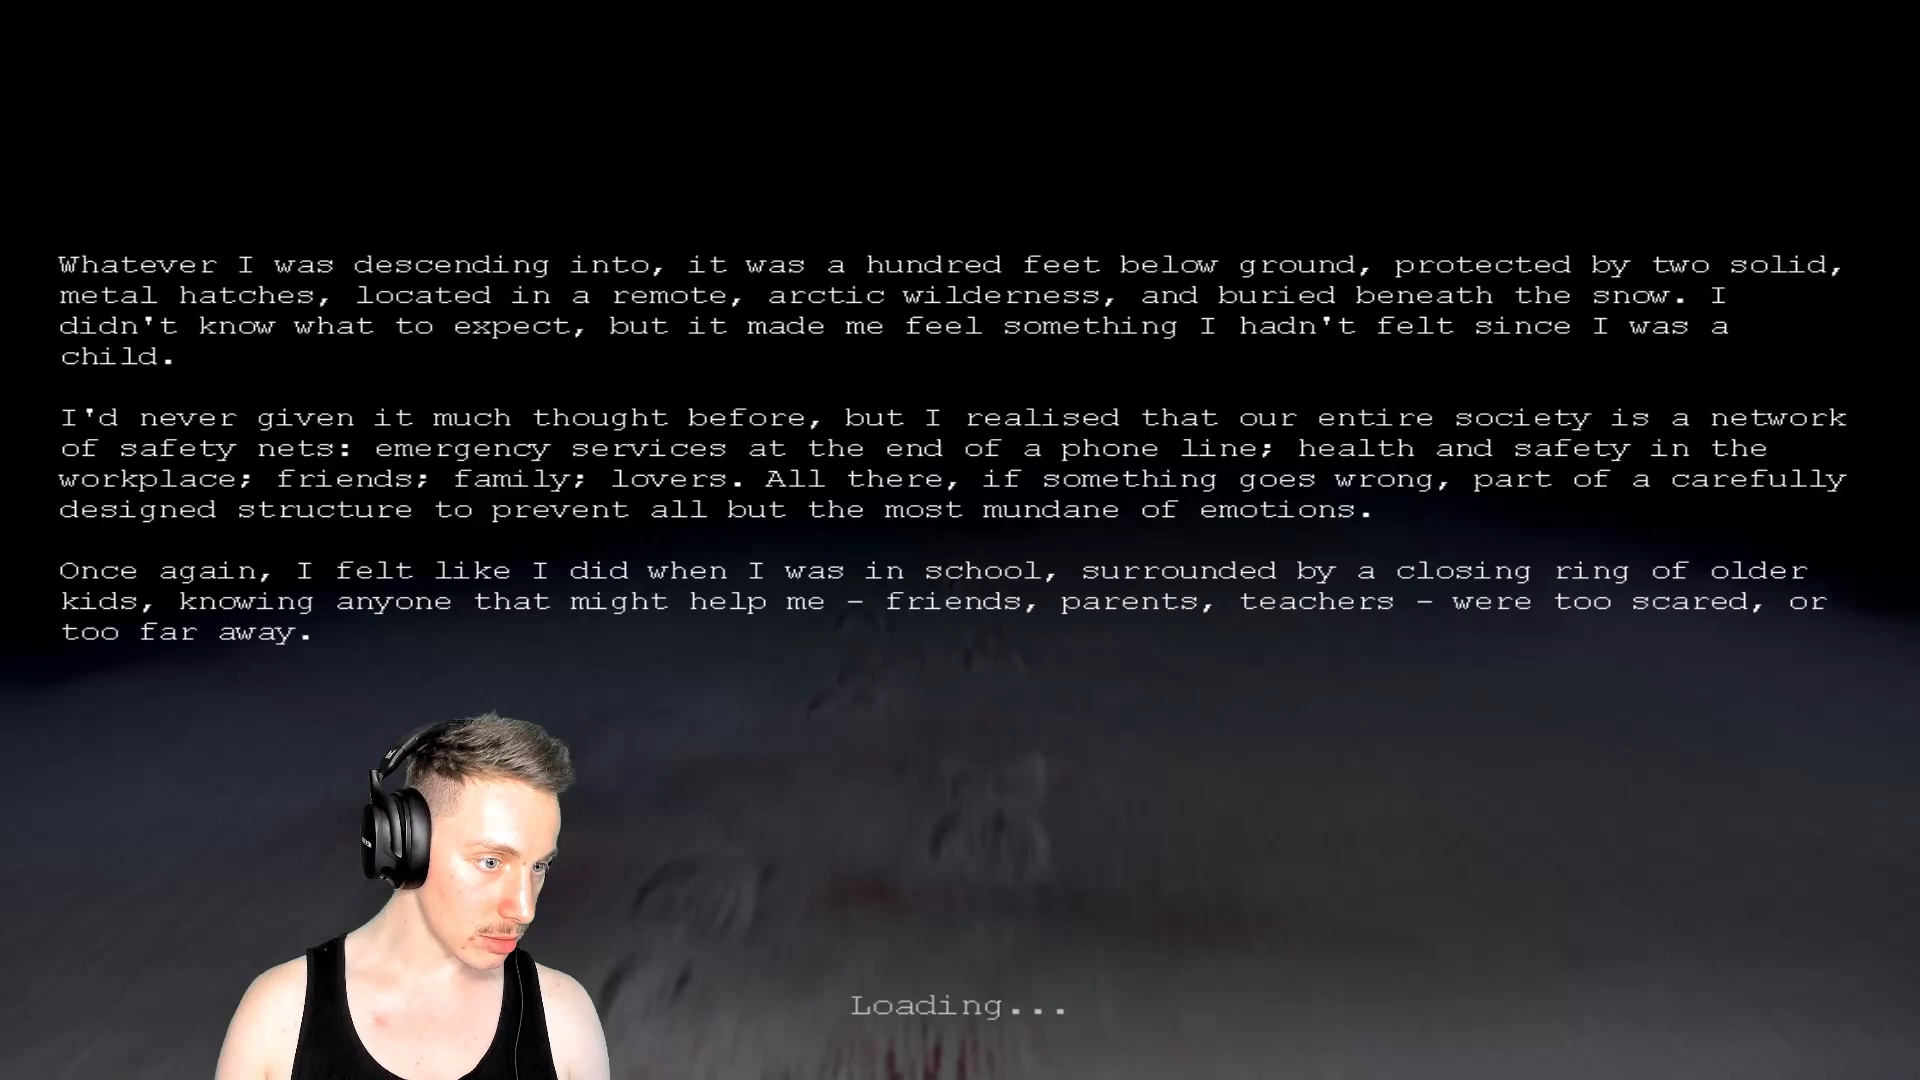 Whatever I was descending into, it was a hundred feet below ground, protected by two solid,
metal hatches, located in a remote, arctic wilderness, and buried beneath the snow. I
didn't know what to expect, but it made me feel something I hadn't felt since I was a
child.
I'd never given it much thought before, but I realised that our entire society is a network
of safety nets: emergency services at the end of a phone line; health and safety in the
workplace; friends; family; lovers. All there, if something goes wrong, part of a carefully
designed structure to prevent all but the most mundane of emotions.
Once again, I felt like I did when I was in school, surrounded by a closing ring of older
kids, knowing anyone that might help me - friends, parents, teachers - were too scared, or
too far away.
Loading...